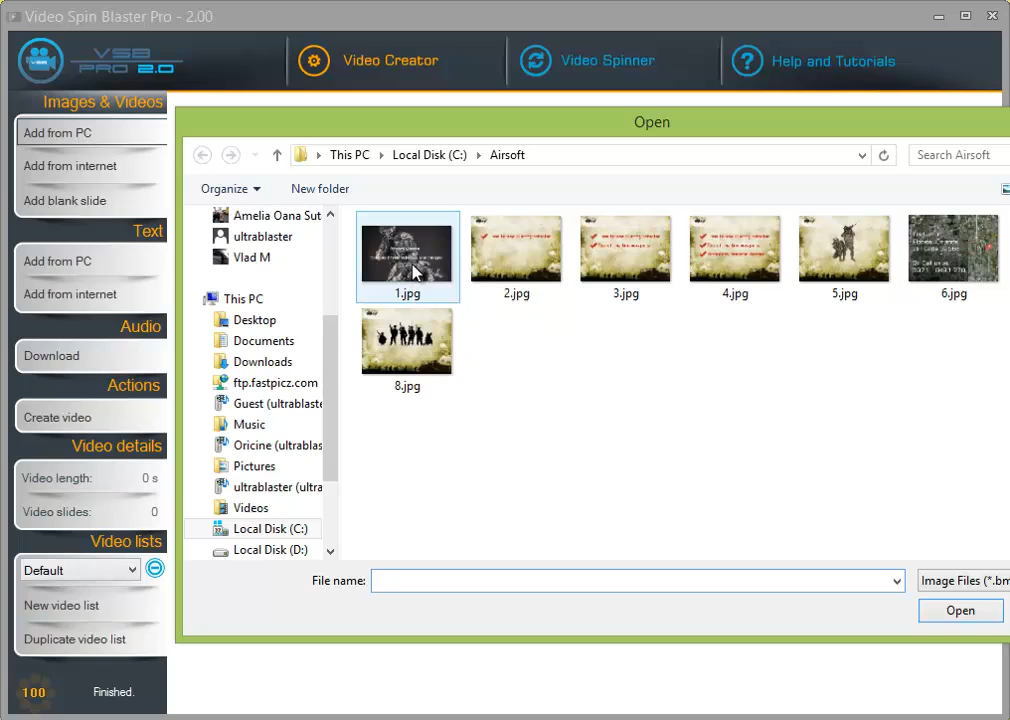 Video Spin Blaster Pro - 2.00
VSB
PRO 2.0
Video Creator
Video Spinner
? Help and Tutorials
Images & Videos
Add from PC
Add from internet
Add blank slide
Text
Add from PC
Add from internet
Audio
Download
Actions
Create video
Video details
Video length: 0 s
Video slides: 0
Video lists
Default
New video list
Duplicate video list
100 Finished.
Open
This PC
Local Disk (C:)
Airsoft
Search Airsoft
Organize
New folder
Amelia Oana Sut
ultrablaster
Vlad M
This PC
Desktop
Documents
Downloads
ftp.fastpicz.com
Guest (ultrablaste
Music
Oricine (ultrablas
Pictures
ultrablaster (ultra
Videos
Local Disk (C:)
Local Disk (D:)
1.jpg
2.jpg
3.jpg
4.jpg
5.jpg
6.jpg
8.jpg
File name:
Image Files (*.bm
Open